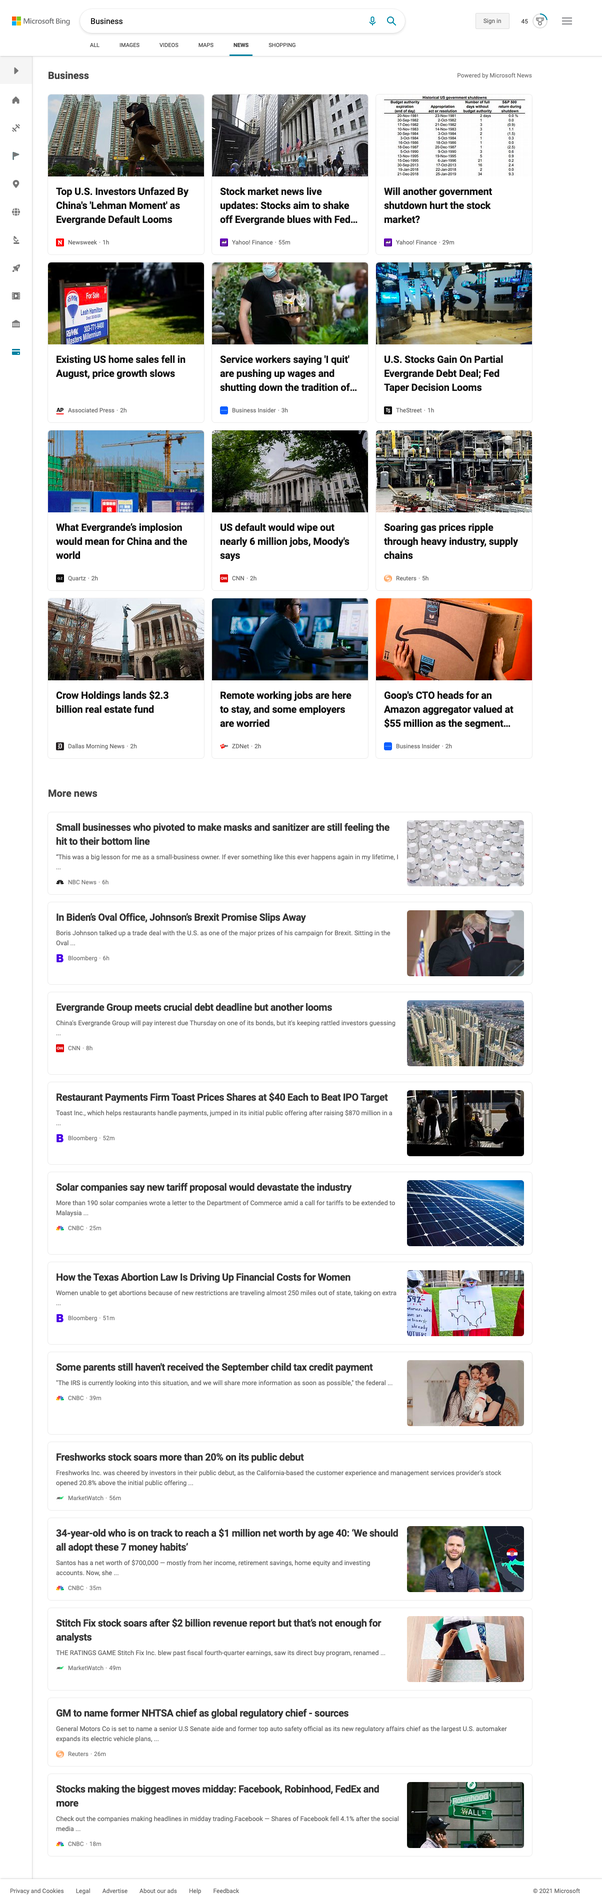 Microsoft Bing
Business
Sign in
45
ALL
IMAGES
VIDEOS
MAPS
NEWS
SHOPPING
Business
Powered by Microsoft News
Top U.S. Investors Unfazed By
China's 'Lehman Moment' as
Evergrande Default Looms
Newsweek · 1h
Stock market news live
updates: Stocks aim to shake
off Evergrande blues with Fed...
Yahoo! Finance · 55m
Historical US government shutdowns
Will another government
shutdown hurt the stock
market?
Yahoo! Finance · 29m
For Sale
Leah Hamilton
Existing US home sales fell in
August, price growth slows
AP
Associated Press · 2h
Service workers saying 'I quit'
are pushing up wages and
shutting down the tradition of...
Business Insider · 3h
NYSE
U.S. Stocks Gain On Partial
Evergrande Debt Deal; Fed
Taper Decision Looms
TheStreet · 1h
What Evergrande's implosion
would mean for China and the
world
Quartz · 2h
US default would wipe out
nearly 6 million jobs, Moody's
says
CNN · 2h
Soaring gas prices ripple
through heavy industry, supply
chains
Reuters · 5h
Crow Holdings lands $2.3
billion real estate fund
Dallas Morning News · 2h
Remote working jobs are here
to stay, and some employers
are worried
ZDNet · 2h
Goop's CTO heads for an
Amazon aggregator valued at
$55 million as the segment...
Business Insider · 2h
More news
Small businesses who pivoted to make masks and sanitizer are still feeling the
hit to their bottom line
"This was a big lesson for me as a small-business owner. If ever something like this ever happens again in my lifetime, I
...
NBC News · 6h
In Biden's Oval Office, Johnson's Brexit Promise Slips Away
Boris Johnson talked up a trade deal with the U.S. as one of the major prizes of his campaign for Brexit. Sitting in the
Oval ...
Bloomberg · 6h
Evergrande Group meets crucial debt deadline but another looms
China's Evergrande Group will pay interest due Thursday on one of its bonds, but it's keeping rattled investors guessing
...
CNN · 8h
Restaurant Payments Firm Toast Prices Shares at $40 Each to Beat IPO Target
Toast Inc., which helps restaurants handle payments, jumped in its initial public offering after raising $870 million in a
...
Bloomberg · 52m
Solar companies say new tariff proposal would devastate the industry
More than 190 solar companies wrote a letter to the Department of Commerce amid a call for tariffs to be extended to
Malaysia ...
CNBC · 25m
How the Texas Abortion Law Is Driving Up Financial Costs for Women
Women unable to get abortions because of new restrictions are traveling almost 250 miles out of state, taking on extra
...
Bloomberg · 51m
Some parents still haven't received the September child tax credit payment
"The IRS is currently looking into this situation, and we will share more information as soon as possible," the federal ...
CNBC · 39m
Freshworks stock soars more than 20% on its public debut
Freshworks Inc. was cheered by investors in their public debut, as the California-based the customer experience and management services provider's stock
opened 20.8% above the initial public offering ...
MarketWatch · 56m
34-year-old who is on track to reach a $1 million net worth by age 40: 'We should
all adopt these 7 money habits'
Santos has a net worth of $700,000 — mostly from her income, retirement savings, home equity and investing
accounts. Now, she ...
CNBC · 35m
Stitch Fix stock soars after $2 billion revenue report but that's not enough for
analysts
THE RATINGS GAME Stitch Fix Inc. blew past fiscal fourth-quarter earnings, saw its direct buy program, renamed ...
MarketWatch · 49m
GM to name former NHTSA chief as global regulatory chief - sources
General Motors Co is set to name a senior U.S Senate aide and former top auto safety official as its new regulatory affairs chief as the largest U.S. automaker
expands its electric vehicle plans, ...
Reuters · 26m
Stocks making the biggest moves midday: Facebook, Robinhood, FedEx and
more
Check out the companies making headlines in midday trading.Facebook — Shares of Facebook fell 4.1% after the social
media ...
CNBC · 18m
WALL ST
Privacy and Cookies
Legal
Advertise
About our ads
Help
Feedback
© 2021 Microsoft